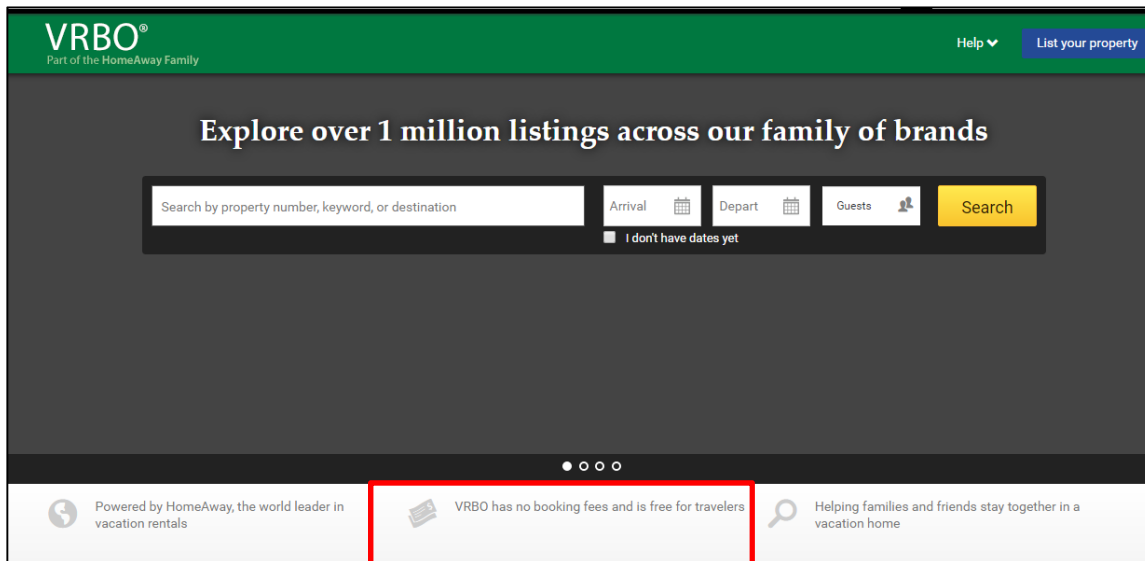 VRBO®
Part of the HomeAway Family
Help
List your property
Explore over 1 million listings across our family of brands
Search by property number, keyword, or destination
Arrival
Depart
Guests
Search
I don't have dates yet
Powered by HomeAway, the world leader in
vacation rentals
VRBO has no booking fees and is free for travelers
Helping families and friends stay together in a
vacation home